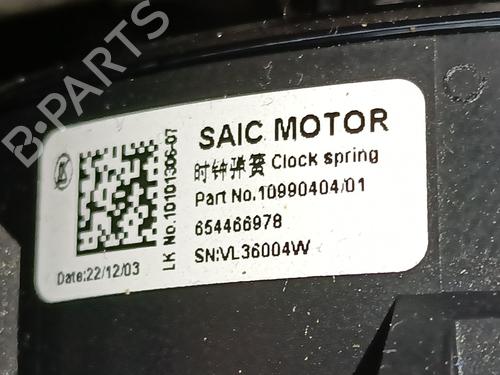 B-PARTS
SAIC MOTOR
时钟弹簧 Clock spring
Part No.10990404/01
654466978
SN:VL36004W
LK No.10101306-07
Date:22/12/03